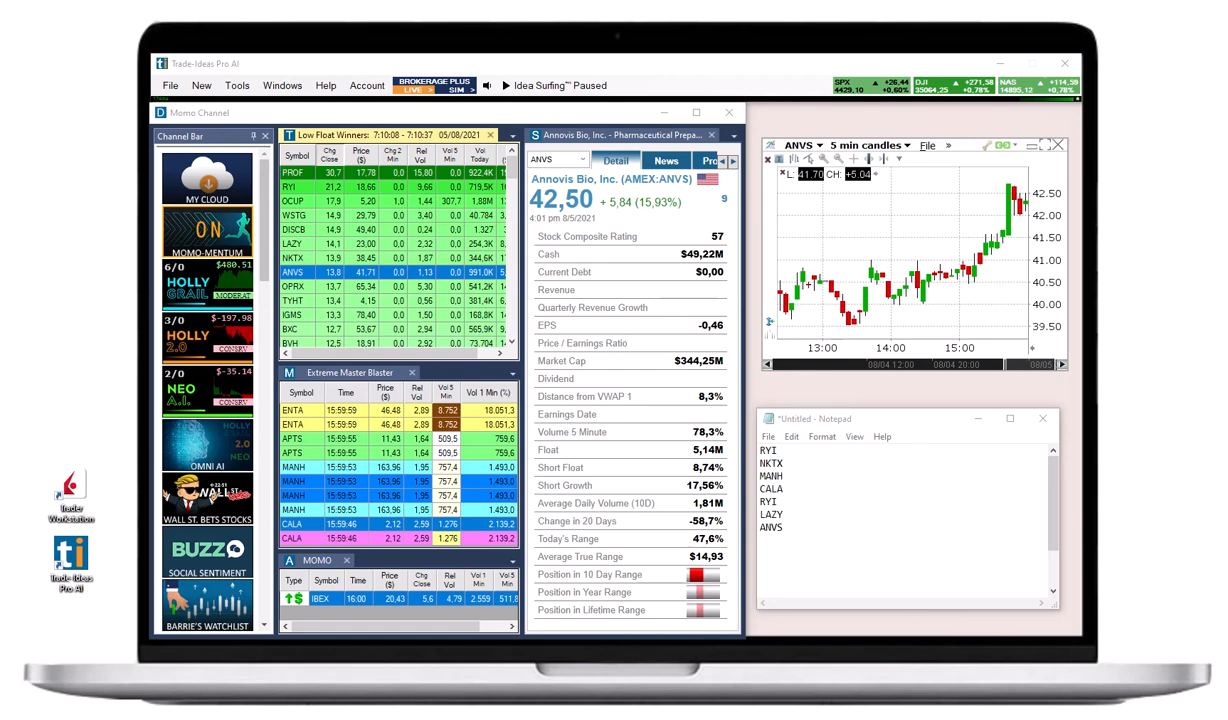 Trade-Ideas Pro AI
File New Tools Windows Help Account BROKERAGE PLUS LIVE > SIM > Idea Surfing™ Paused
SPX +26,44 4429,10 +0,60% DJI +271,58 35064,25 +0,78% NAS +114,59 14895,12 +0,78%
Momo Channel
Channel Bar
MY CLOUD
ON
MOMO-MENTUM
6/0 $480.51
HOLLY
GRAIL MODERAT
3/0 $-197.98
HOLLY
2.0 CONSRV
2/0 $-35.14
NEO
A.I. CONSRV
HOLLY
2.0
NEO
OMNI AI
WALL ST.
WALL ST. BETS STOCKS
BUZZ
SOCIAL SENTIMENT
BARRIE'S WATCHLIST
Low Float Winners: 7:10:08 - 7:10:37 05/08/2021
Symbol Chg Close Price ($) Chg 2 Min Rel Vol Vol 5 Min Vol Today
PROF 30,7 17,78 0,0 15,80 0,0 922,4K
RYI 21,2 18,66 0,0 9,66 0,0 719,5K
OCUP 17,9 5,20 1,0 1,44 307,7 1,88M
WSTG 14,9 29,79 0,0 3,40 0,0 40.784
DISCB 14,9 49,40 0,0 0,24 0,0 1.327
LAZY 14,1 23,00 0,0 2,32 0,0 254,3K
NKTX 13,9 38,45 0,0 1,87 0,0 344,6K
ANVS 13,8 41,71 0,0 1,13 0,0 991,0K
OPRX 13,7 65,34 0,0 5,30 0,0 541,2K
TYHT 13,4 4,15 0,0 0,56 0,0 381,4K
IGMS 13,3 78,40 0,0 1,50 0,0 168,8K
BXC 12,7 53,67 0,0 2,94 0,0 565,9K
BVH 12,5 18,91 0,0 2,92 0,0 73.704
Extreme Master Blaster
Symbol Time Price ($) Rel Vol Vol 5 Min Vol 1 Min (%)
ENTA 15:59:59 46,48 2,89 8.752 18.051,3
ENTA 15:59:59 46,48 2,89 8.752 18.051,3
APTS 15:59:55 11,43 1,64 509,5 759,6
APTS 15:59:55 11,43 1,64 509,5 759,6
MANH 15:59:53 163,96 1,95 757,4 1.493,0
MANH 15:59:53 163,96 1,95 757,4 1.493,0
MANH 15:59:53 163,96 1,95 757,4 1.493,0
MANH 15:59:53 163,96 1,95 757,4 1.493,0
CALA 15:59:46 2,12 2,59 1.276 2.139,2
CALA 15:59:46 2,12 2,59 1.276 2.139,2
MOMO
Type Symbol Time Price ($) Chg Close Rel Vol Vol 1 Min Vol 5 Min
IBEX 16:00 20,43 5,6 4,79 2.559 511,8
Annovis Bio, Inc. - Pharmaceutical Prepa...
ANVS Detail News Pro
Annovis Bio, Inc. (AMEX:ANVS)
42,50 + 5,84 (15,93%) 9
4:01 pm 8/5/2021
Stock Composite Rating 57
Cash $49,22M
Current Debt $0,00
Revenue
Quarterly Revenue Growth
EPS -0,46
Price / Earnings Ratio
Market Cap $344,25M
Dividend
Distance from VWAP 1 8,3%
Earnings Date
Volume 5 Minute 78,3%
Float 5,14M
Short Float 8,74%
Short Growth 17,56%
Average Daily Volume (10D) 1,81M
Change in 20 Days -58,7%
Today's Range 47,6%
Average True Range $14,93
Position in 10 Day Range
Position in Year Range
Position in Lifetime Range
ANVS 5 min candles File »
L: 41.70 CH: +5.04
42.50
42.00
41.50
41.00
40.50
40.00
39.50
13:00 14:00 15:00
08/04 12:00 08/04 20:00 08/05
*Untitled - Notepad
File Edit Format View Help
RYI
NKTX
MANH
CALA
RYI
LAZY
ANVS
Trader
Workstation
Trade-Ideas
Pro AI